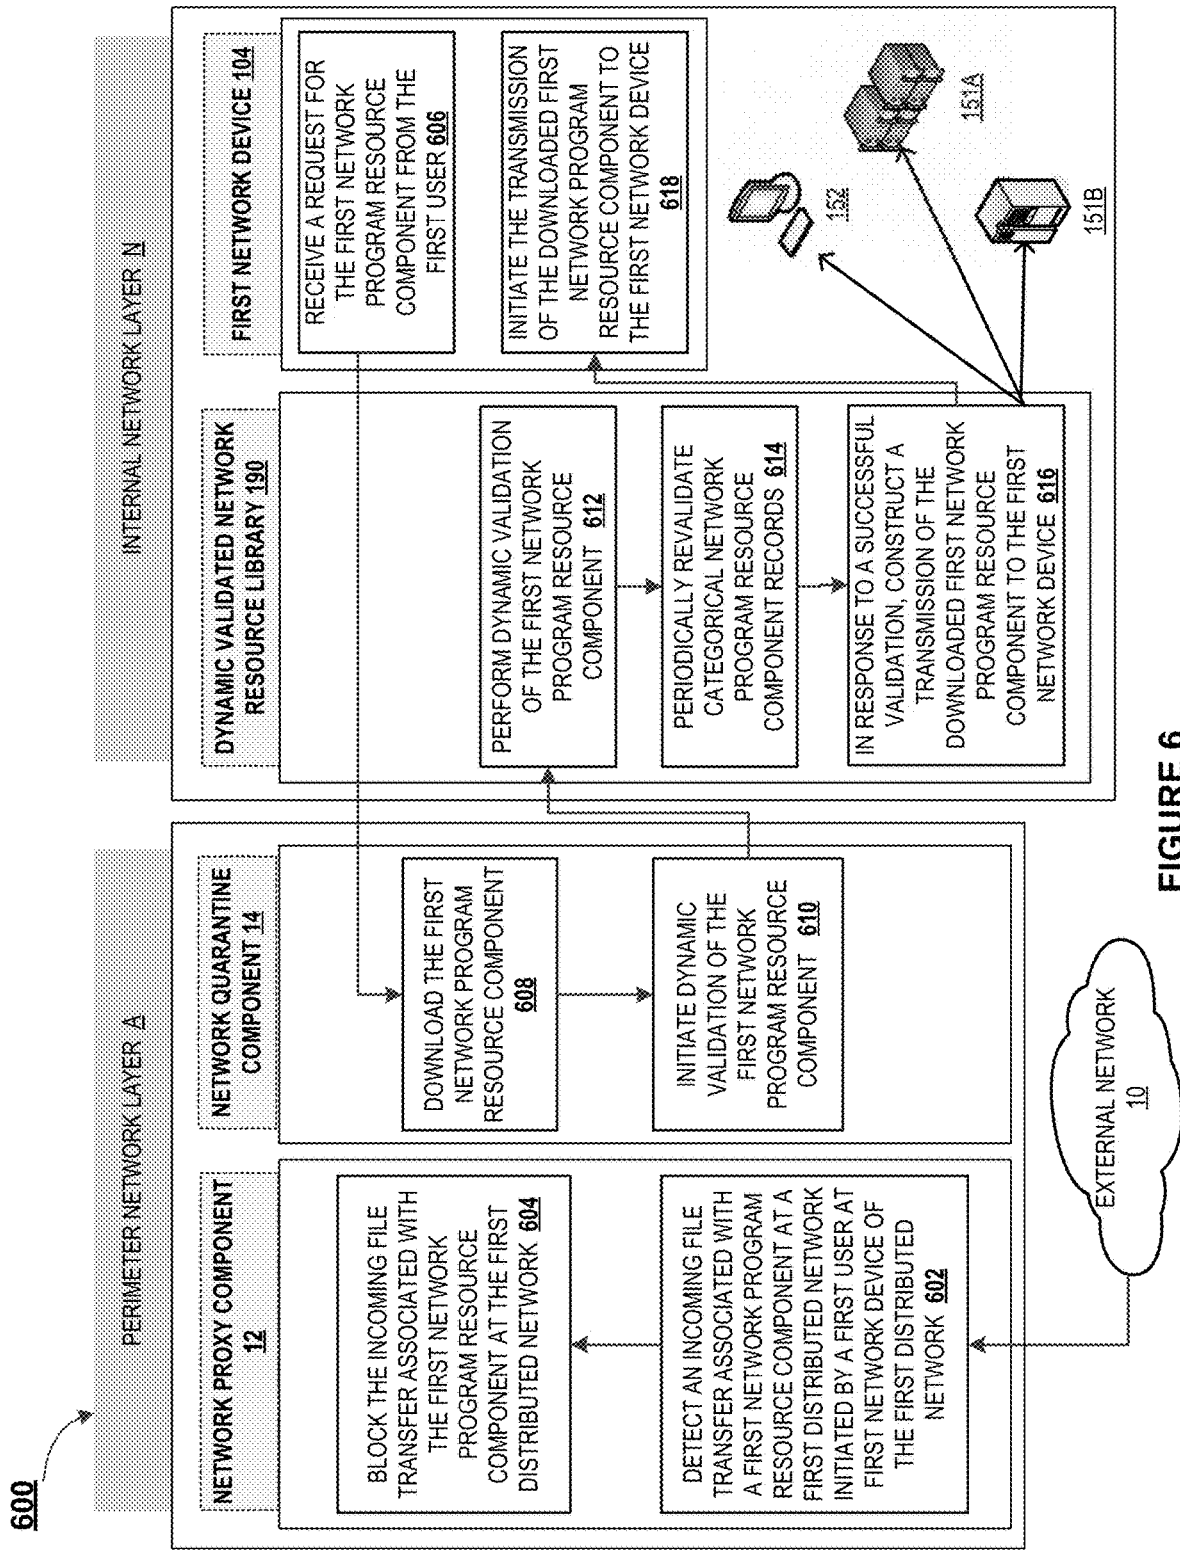 600
PERIMETER NETWORK LAYER A
NETWORK PROXY COMPONENT
12
BLOCK THE INCOMING FILE
TRANSFER ASSOCIATED WITH
THE FIRST NETWORK
PROGRAM RESOURCE
COMPONENT AT THE FIRST
DISTRIBUTED NETWORK 604
DETECT AN INCOMING FILE
TRANSFER ASSOCIATED WITH
A FIRST NETWORK PROGRAM
RESOURCE COMPONENT AT A
FIRST DISTRIBUTED NETWORK
INITIATED BY A FIRST USER AT
FIRST NETWORK DEVICE OF
THE FIRST DISTRIBUTED
NETWORK 602
NETWORK QUARANTINE
COMPONENT 14
DOWNLOAD THE FIRST
NETWORK PROGRAM
RESOURCE COMPONENT
608
INITIATE DYNAMIC
VALIDATION OF THE
FIRST NETWORK
PROGRAM RESOURCE
COMPONENT 610
EXTERNAL NETWORK
10
INTERNAL NETWORK LAYER N
DYNAMIC VALIDATED NETWORK
RESOURCE LIBRARY 190
PERFORM DYNAMIC VALIDATION
OF THE FIRST NETWORK
PROGRAM RESOURCE
COMPONENT 612
PERIODICALLY REVALIDATE
CATEGORICAL NETWORK
PROGRAM RESOURCE
COMPONENT RECORDS 614
IN RESPONSE TO A SUCCESSFUL
VALIDATION, CONSTRUCT A
TRANSMISSION OF THE
DOWNLOADED FIRST NETWORK
PROGRAM RESOURCE
COMPONENT TO THE FIRST
NETWORK DEVICE 616
FIRST NETWORK DEVICE 104
RECEIVE A REQUEST FOR
THE FIRST NETWORK
PROGRAM RESOURCE
COMPONENT FROM THE
FIRST USER 606
INITIATE THE TRANSMISSION
OF THE DOWNLOADED FIRST
NETWORK PROGRAM
RESOURCE COMPONENT TO
THE FIRST NETWORK DEVICE
618
152
151A
151B
FIGURE 6